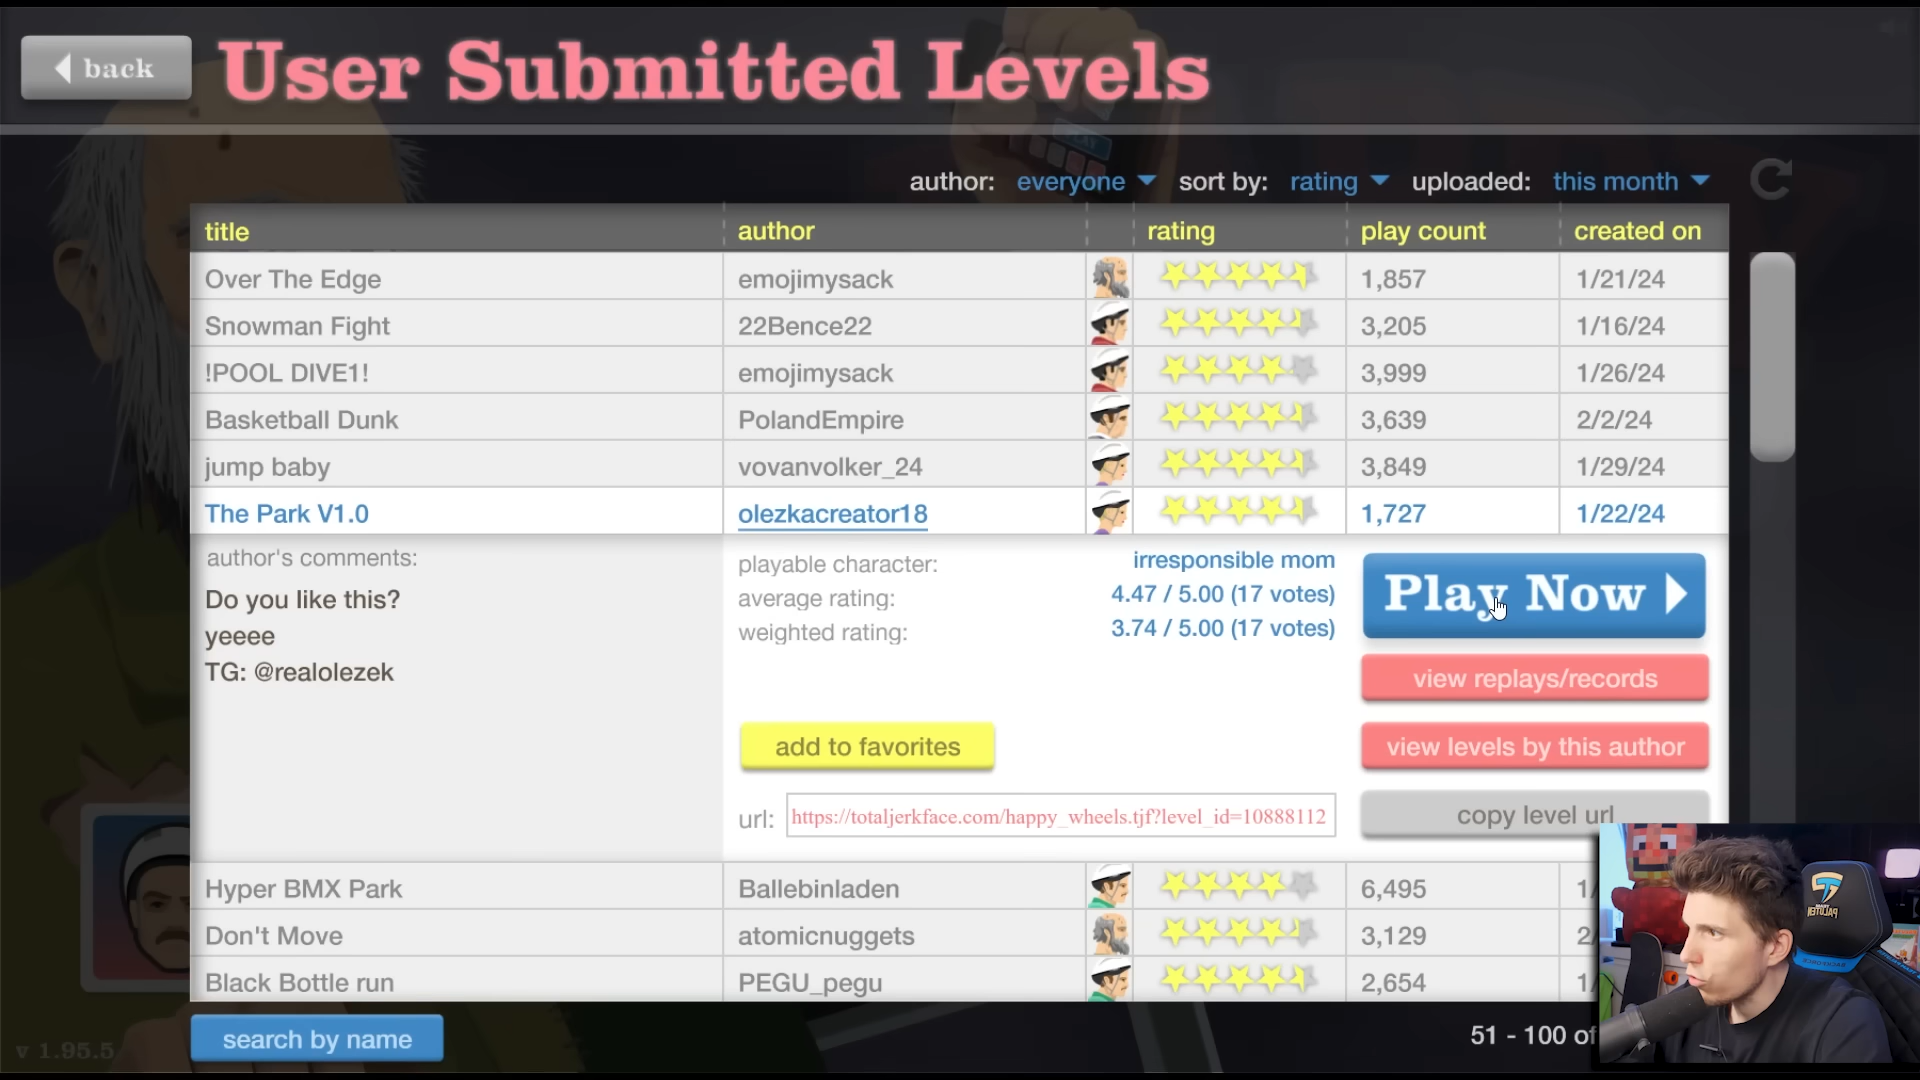 back
User Submitted Levels
author: everyone sort by: rating uploaded: this month
title author rating play count created on
Over The Edge emojimysack 1,857 1/21/24
Snowman Fight 22Bence22 3,205 1/16/24
!POOL DIVE1! emojimysack 3,999 1/26/24
Basketball Dunk PolandEmpire 3,639 2/2/24
jump baby vovanvolker_24 3,849 1/29/24
The Park V1.0 olezkacreator18 1,727 1/22/24
author's comments:
Do you like this?
yeeee
TG: @realolezek
playable character: irresponsible mom
average rating: 4.47 / 5.00 (17 votes)
weighted rating: 3.74 / 5.00 (17 votes)
Play Now
view replays/records
add to favorites
view levels by this author
url: https://totaljerkface.com/happy_wheels.tjf?level_id=10888112
copy level url
Hyper BMX Park Ballebinladen 6,495 1/
Don't Move atomicnuggets 3,129 2/
Black Bottle run PEGU_pegu 2,654 1/
search by name
51 - 100 of
v 1.95.5
PALUTEN